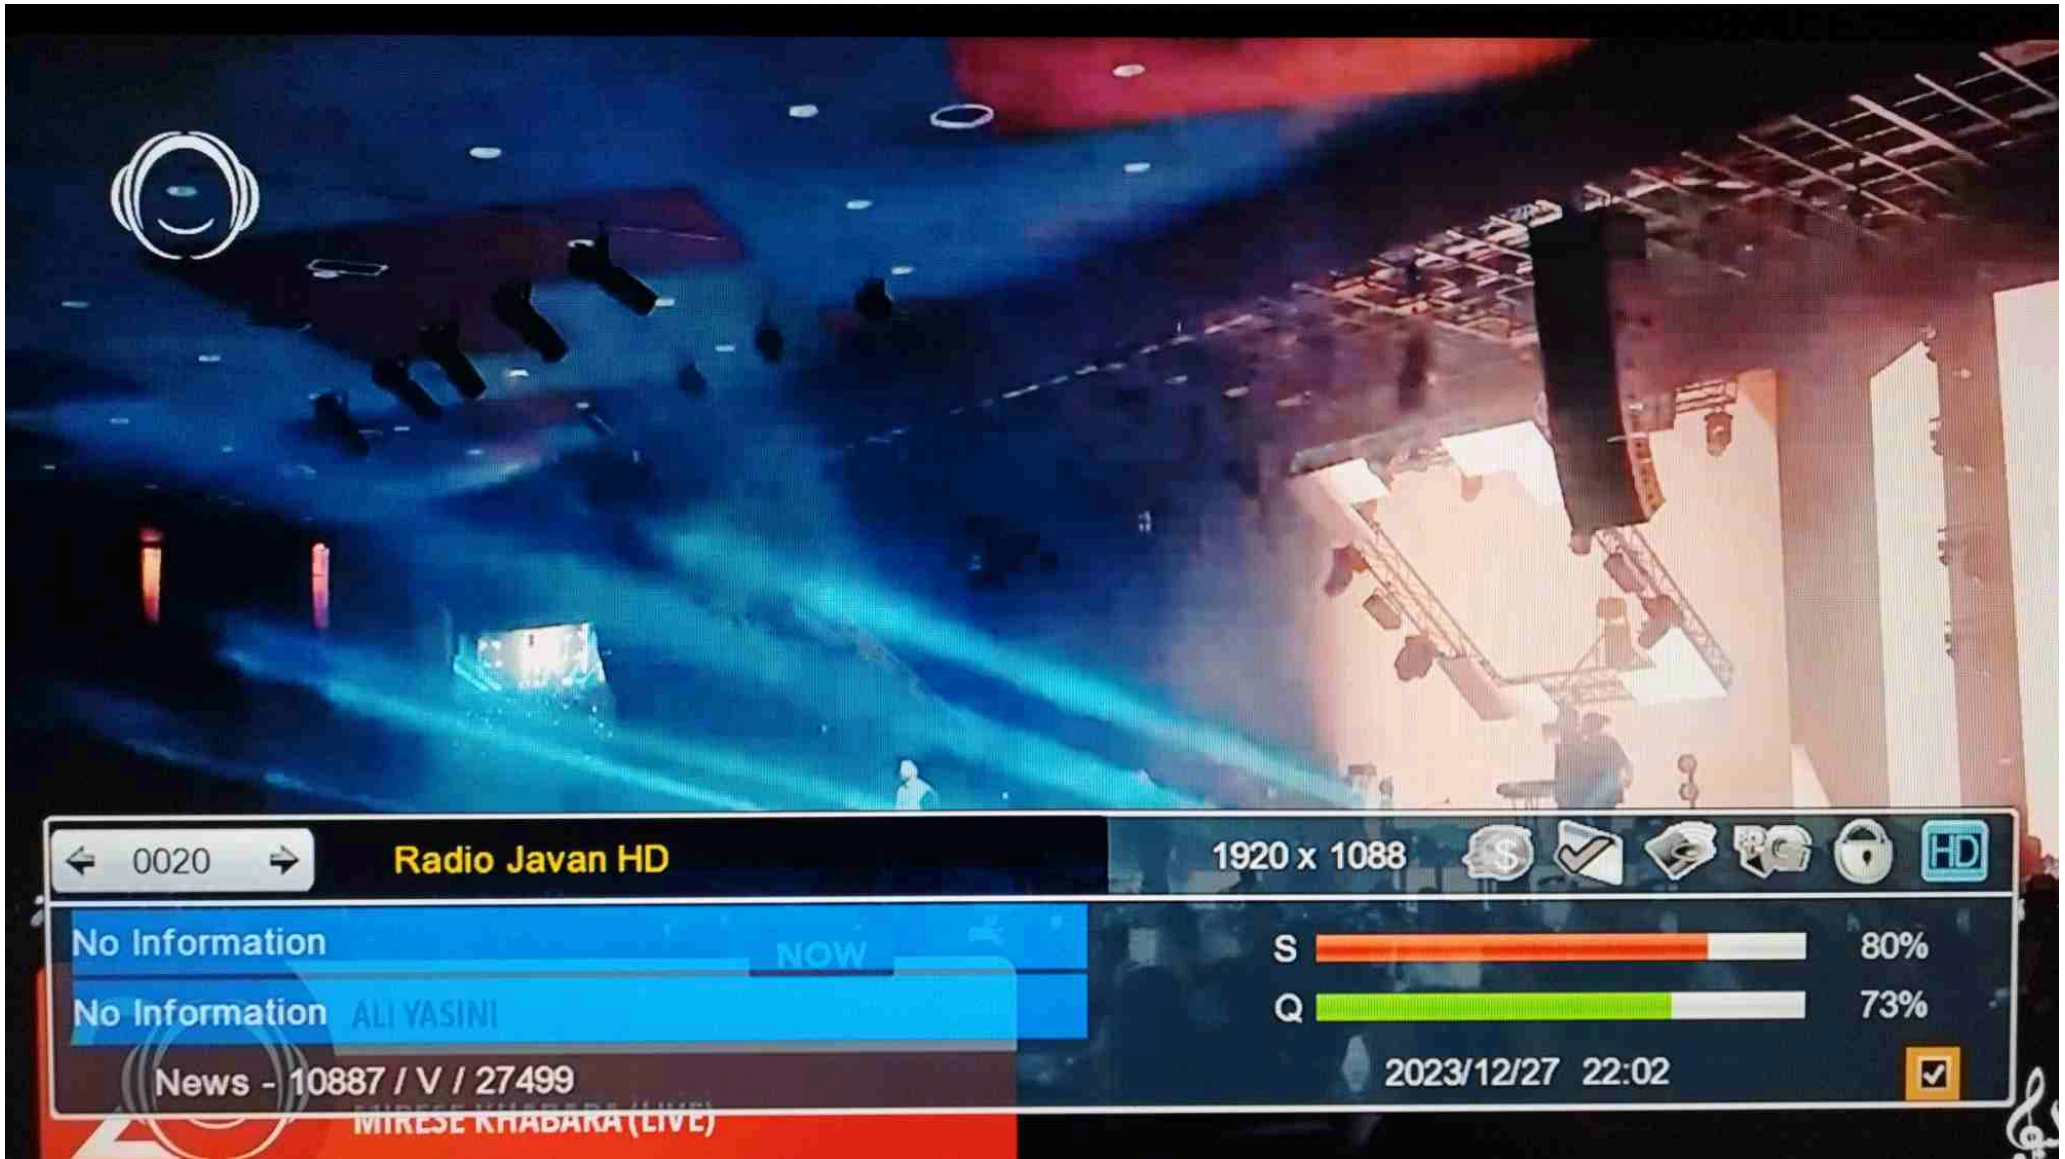 0020
Radio Javan HD
1920 x 1088
$
HD
No Information
NOW
S 80%
No Information
ALI YASINI
Q 73%
News - 10887 / V / 27499
2023/12/27 22:02
MIRESE KHABARA (LIVE)